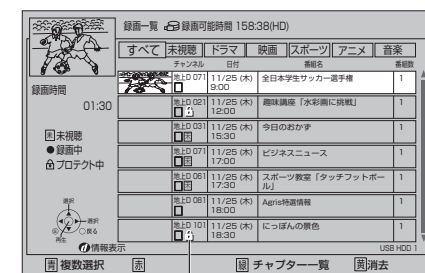 録画一覧 録画可能時間 158:38(HD)
すべて 未視聴 ドラマ 映画 スポーツ アニメ 音楽
チャンネル 日付 番組名 番組数
録画時間
01:30
未 未視聴
●録画中
プロテクト中
地上D 071 11/25 (木) 9:00 全日本学生サッカー選手権 1
地上D 021 11/25 (木) 12:00 趣味講座「水彩画に挑戦」 1
地上D 031 未 11/25 (木) 15:30 今日のおかず 1
地上D 071 未 11/25 (木) 17:00 ビジネスニュース 1
地上D 061 未 11/25 (木) 17:30 スポーツ教室「タッチフットボール」 1
地上D 081 11/25 (木) 18:00 Agris特選情報 1
地上D 101 11/25 (木) 18:30 にっぽんの景色 1
選択
選択
戻る
再生
情報表示
USB HDD 1
青 複数選択 赤 緑 チャプター一覧 黄 消去